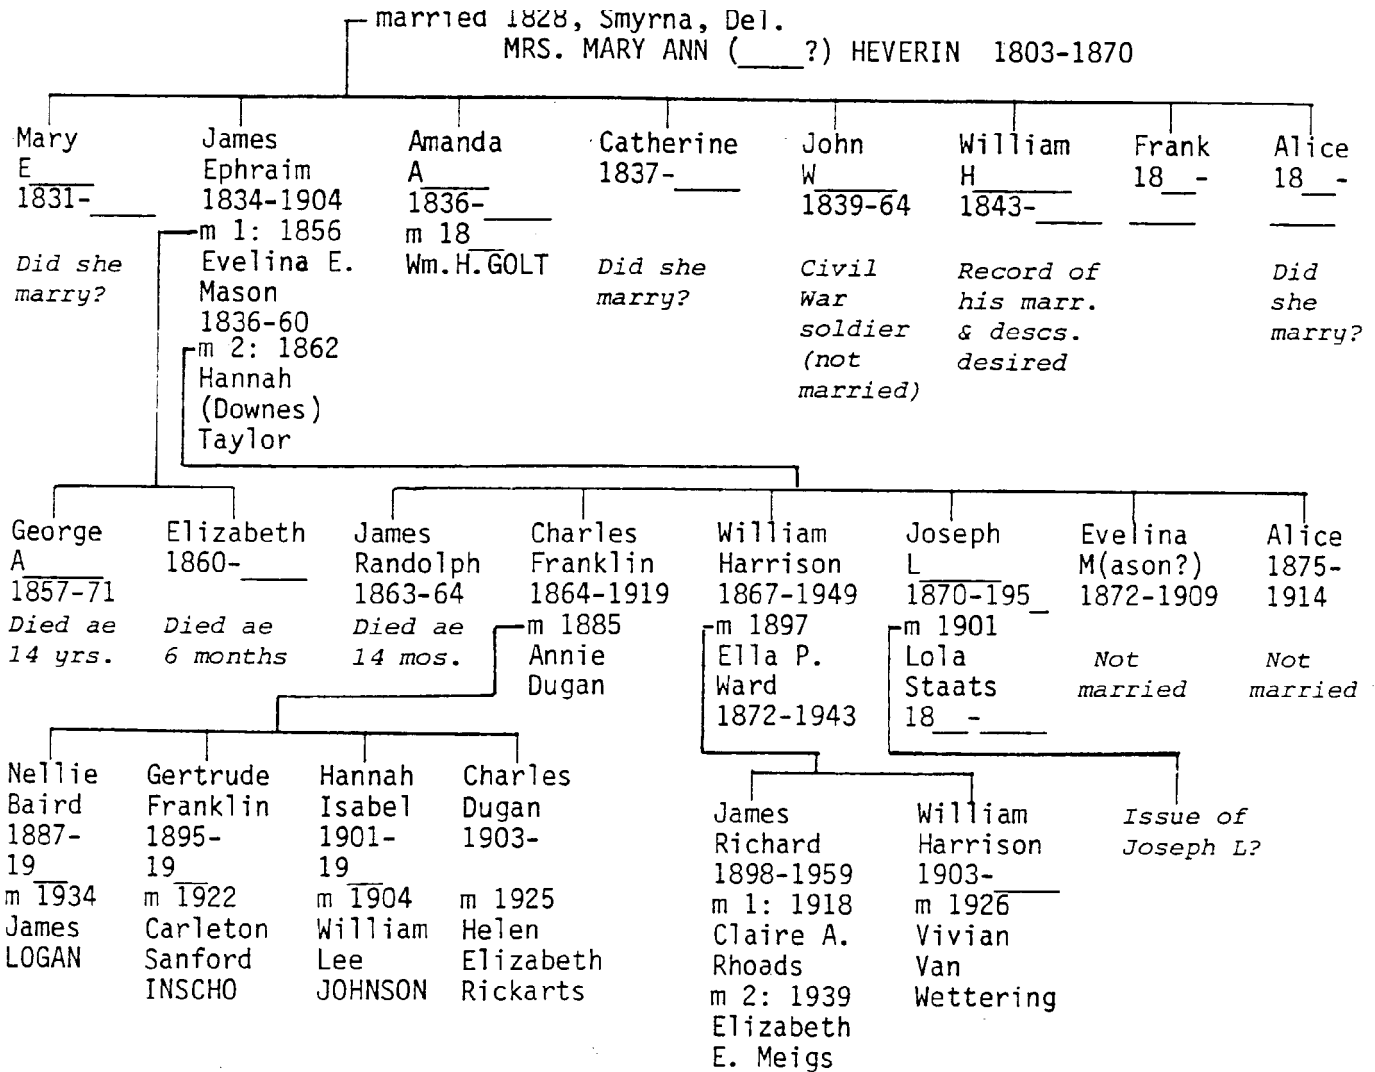 married 1828, Smyrna, Del.
MRS. MARY ANN (____?) HEVERIN 1803-1870
Mary
E____
1831-____
Did she
marry?
James
Ephraim
1834-1904
m 1: 1856
Evelina E.
Mason
1836-60
m 2: 1862
Hannah
(Downes)
Taylor
Amanda
A____
1836-____
m 18__
Wm.H.GOLT
Catherine
1837-____
Did she
marry?
John
W____
1839-64
Civil
War
soldier
(not
married)
William
H____
1843-____
Record of
his marr.
& descs.
desired
Frank
18__-
____
Alice
18__-
____
Did
she
marry?
George
A____
1857-71
Died ae
14 yrs.
Elizabeth
1860-____
Died ae
6 months
James
Randolph
1863-64
Died ae
14 mos.
Charles
Franklin
1864-1919
m 1885
Annie
Dugan
William
Harrison
1867-1949
m 1897
Ella P.
Ward
1872-1943
Joseph
L____
1870-195_
m 1901
Lola
Staats
18__-____
Evelina
M(ason?)
1872-1909
Not
married
Alice
1875-
1914
Not
married
Nellie
Baird
1887-
19__
m 1934
James
LOGAN
Gertrude
Franklin
1895-
19__
m 1922
Carleton
Sanford
INSCHO
Hannah
Isabel
1901-
19__
m 1904
William
Lee
JOHNSON
Charles
Dugan
1903-
m 1925
Helen
Elizabeth
Rickarts
James
Richard
1898-1959
m 1: 1918
Claire A.
Rhoads
m 2: 1939
Elizabeth
E. Meigs
William
Harrison
1903-____
m 1926
Vivian
Van
Wettering
Issue of
Joseph L?